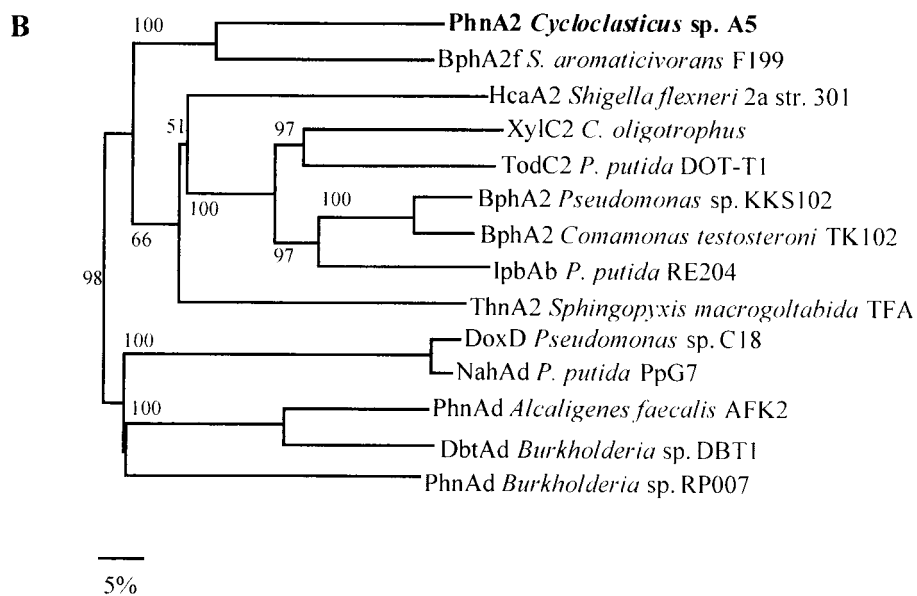 B
100
PhnA2 Cycloclasticus sp. A5
BphA2f S. aromaticivorans F199
HcaA2 Shigella flexneri 2a str. 301
51
97
XylC2 C. oligotrophus
TodC2 P. putida DOT-T1
100
100
BphA2 Pseudomonas sp. KKS102
BphA2 Comamonas testosteroni TK102
66
97
IpbAb P. putida RE204
98
ThnA2 Sphingopyxis macrogoltabida TFA
100
DoxD Pseudomonas sp. C18
NahAd P. putida PpG7
100
PhnAd Alcaligenes faecalis AFK2
DbtAd Burkholderia sp. DBT1
PhnAd Burkholderia sp. RP007
5%